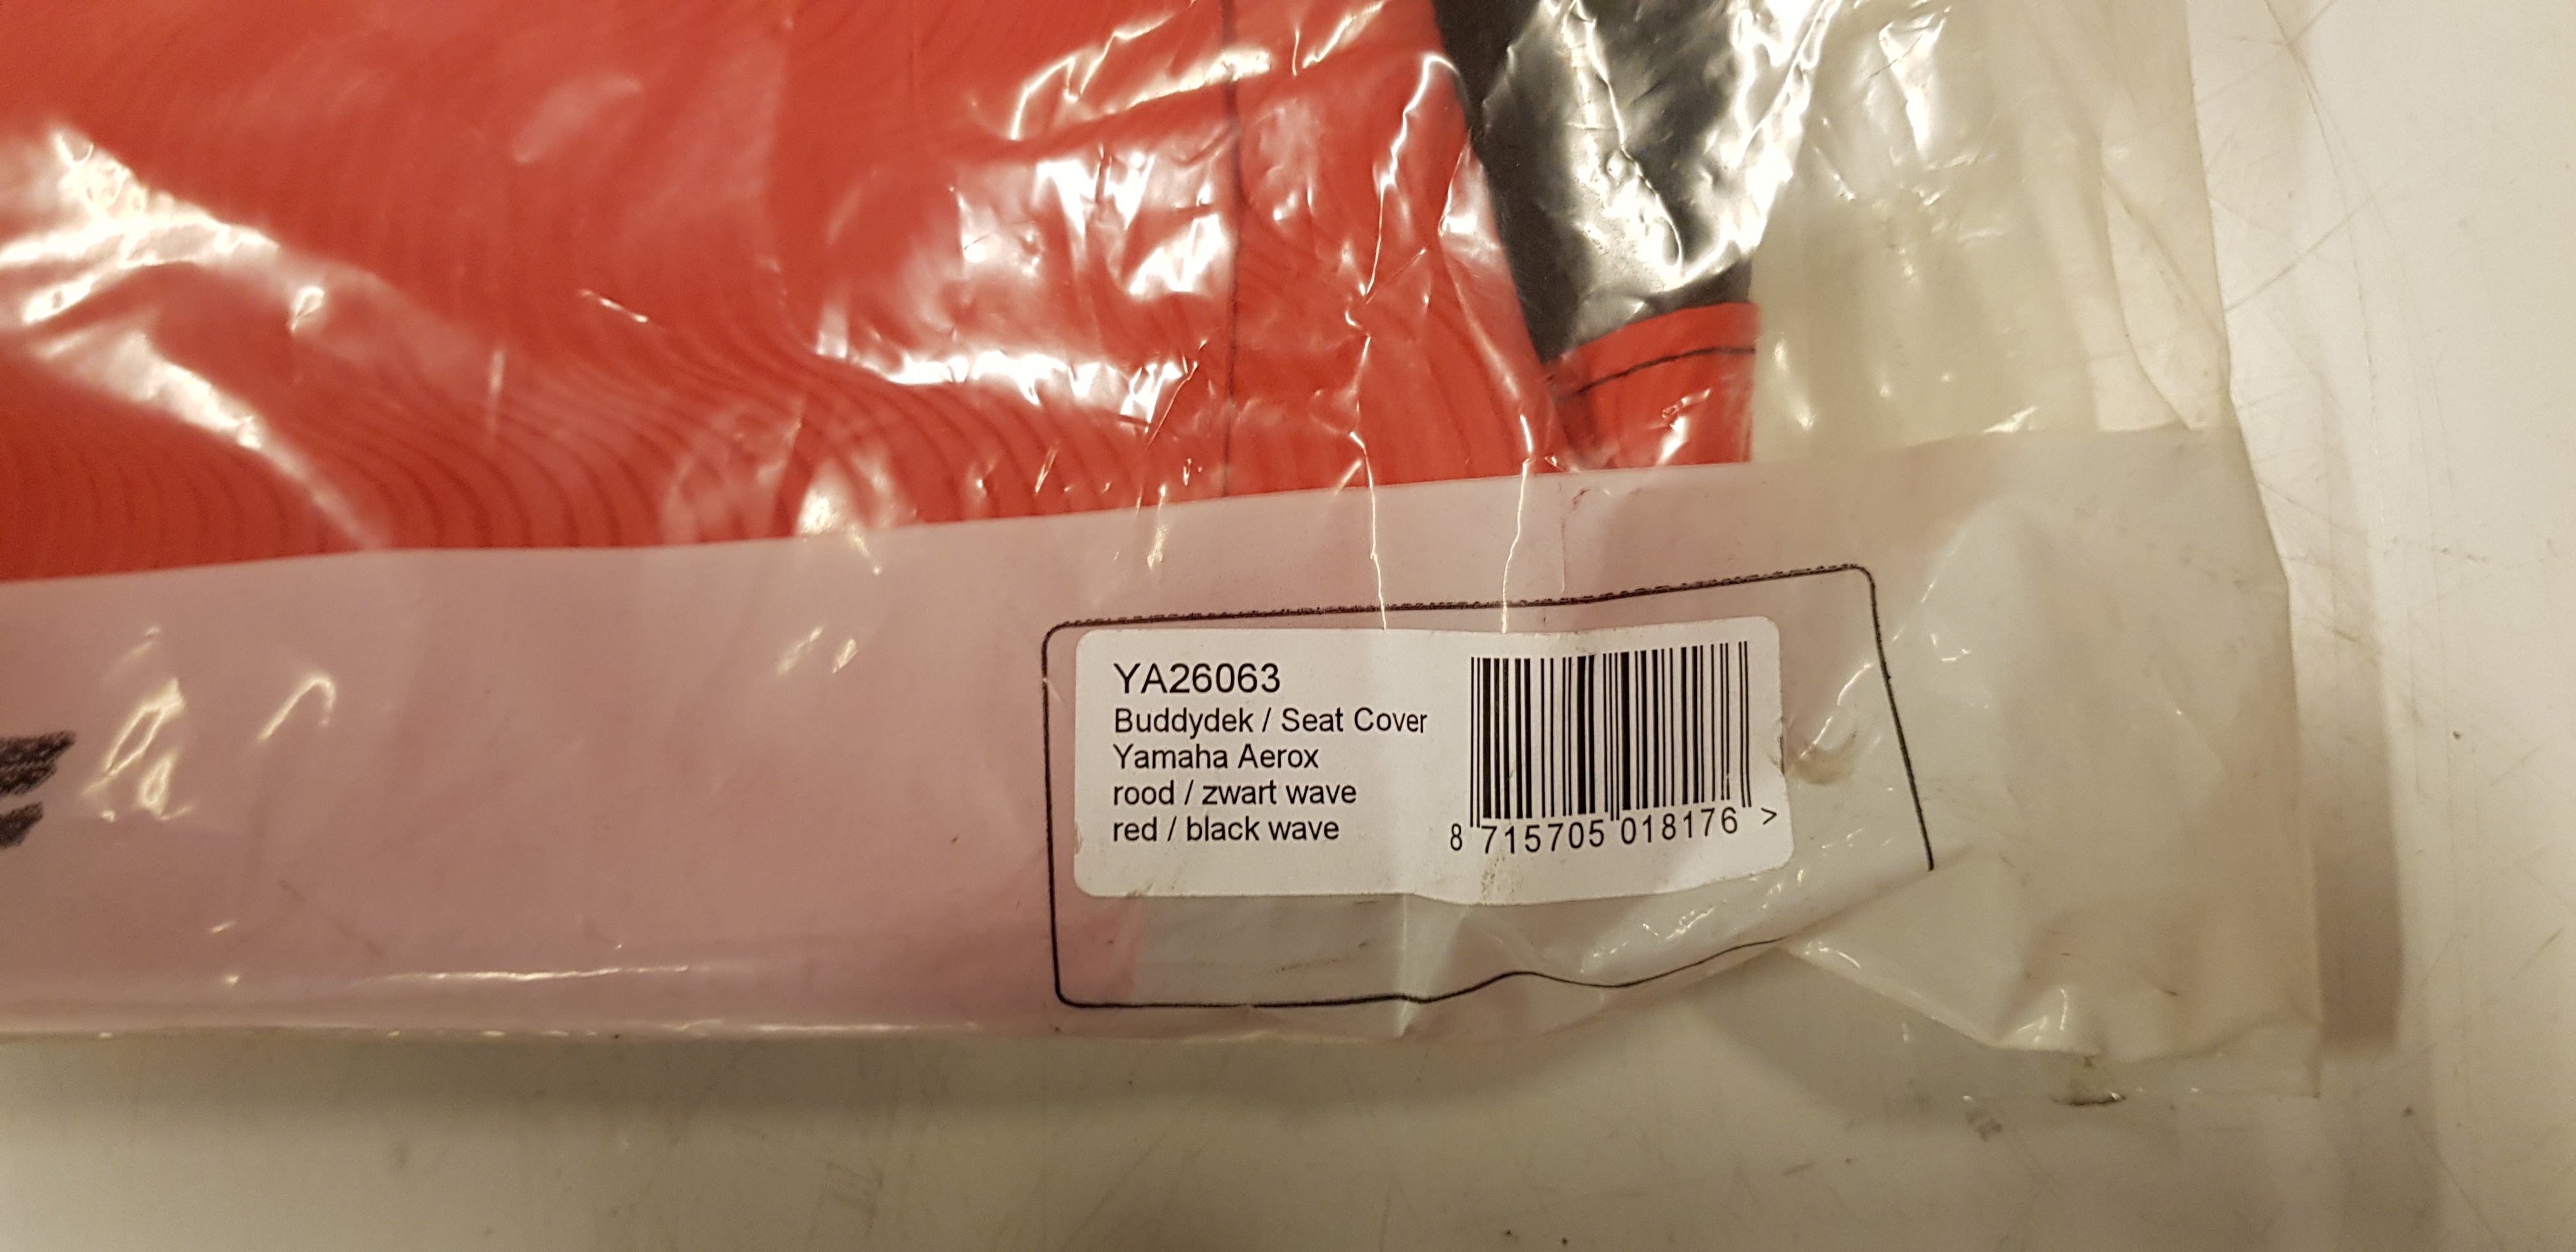 YA26063
Buddydek / Seat Cover
Yamaha Aerox
rood / zwart wave
red / black wave
8 715705 018176 >